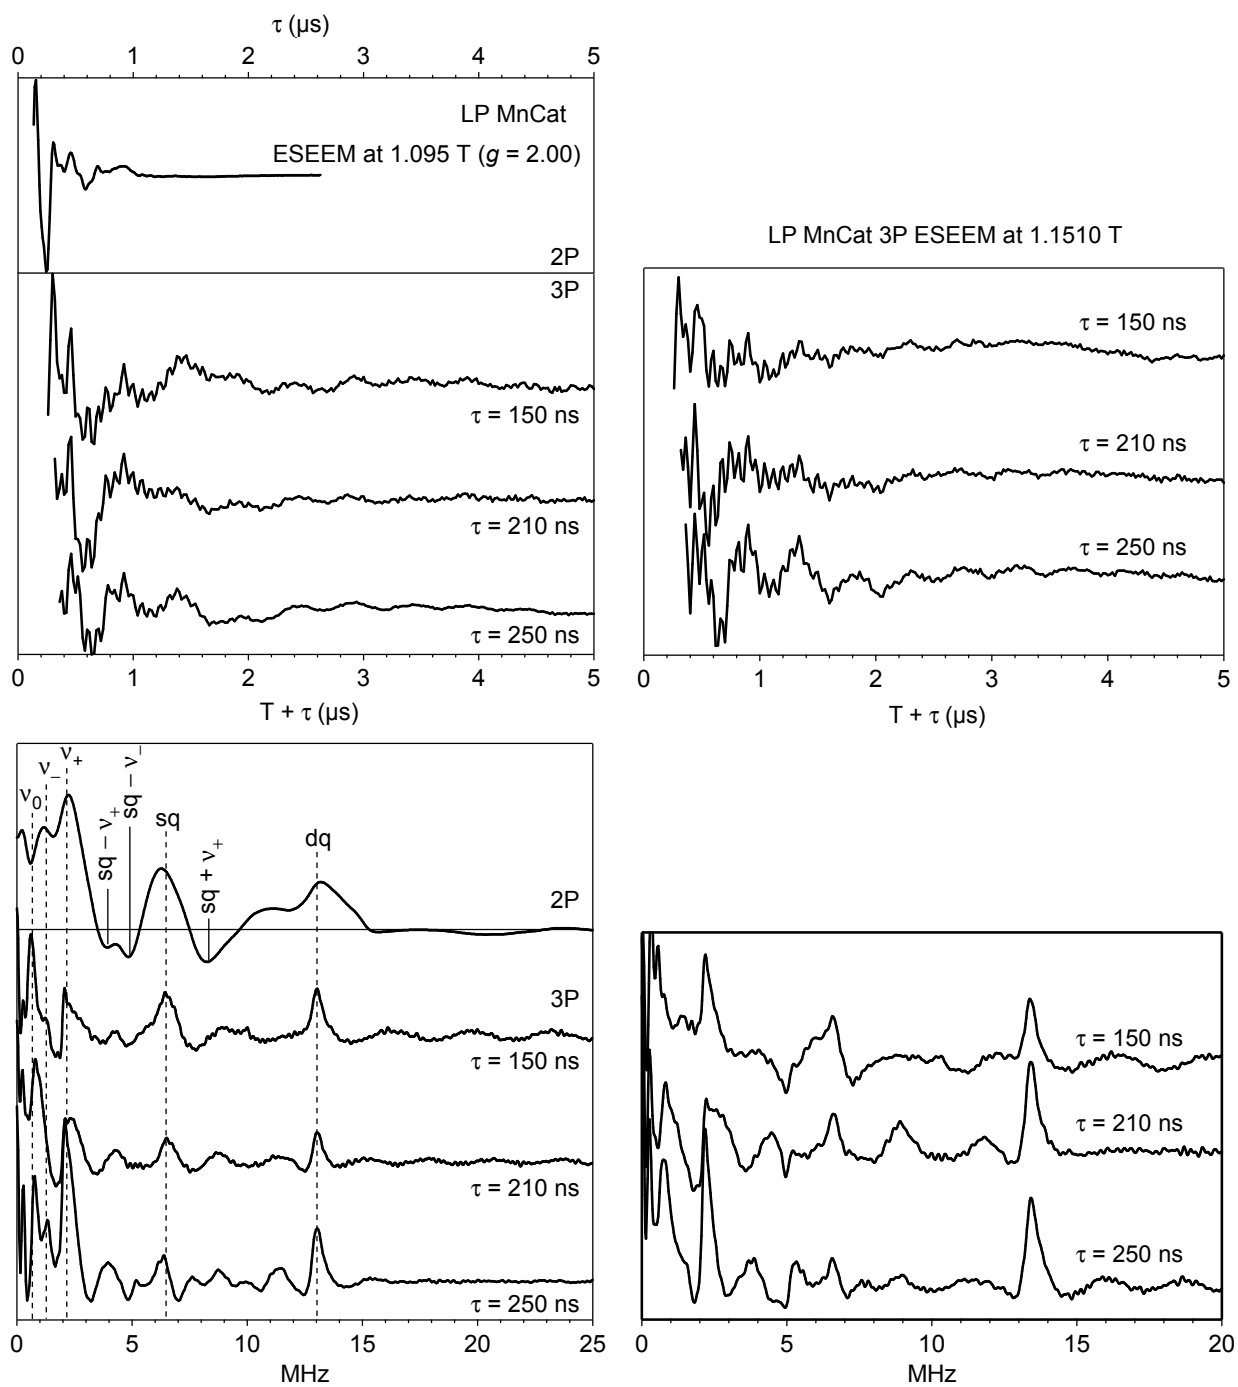 τ (μs)
0 1 2 3 4 5
LP MnCat
ESEEM at 1.095 T (g = 2.00)
2P
3P
τ = 150 ns
τ = 210 ns
τ = 250 ns
0 1 2 3 4 5
T + τ (μs)
LP MnCat 3P ESEEM at 1.1510 T
τ = 150 ns
τ = 210 ns
τ = 250 ns
0 1 2 3 4 5
T + τ (μs)
ν0
ν−
ν+
sq − ν+
sq − ν−
sq
sq + ν+
dq
2P
3P
τ = 150 ns
τ = 210 ns
τ = 250 ns
0 5 10 15 20 25
MHz
τ = 150 ns
τ = 210 ns
τ = 250 ns
0 5 10 15 20
MHz